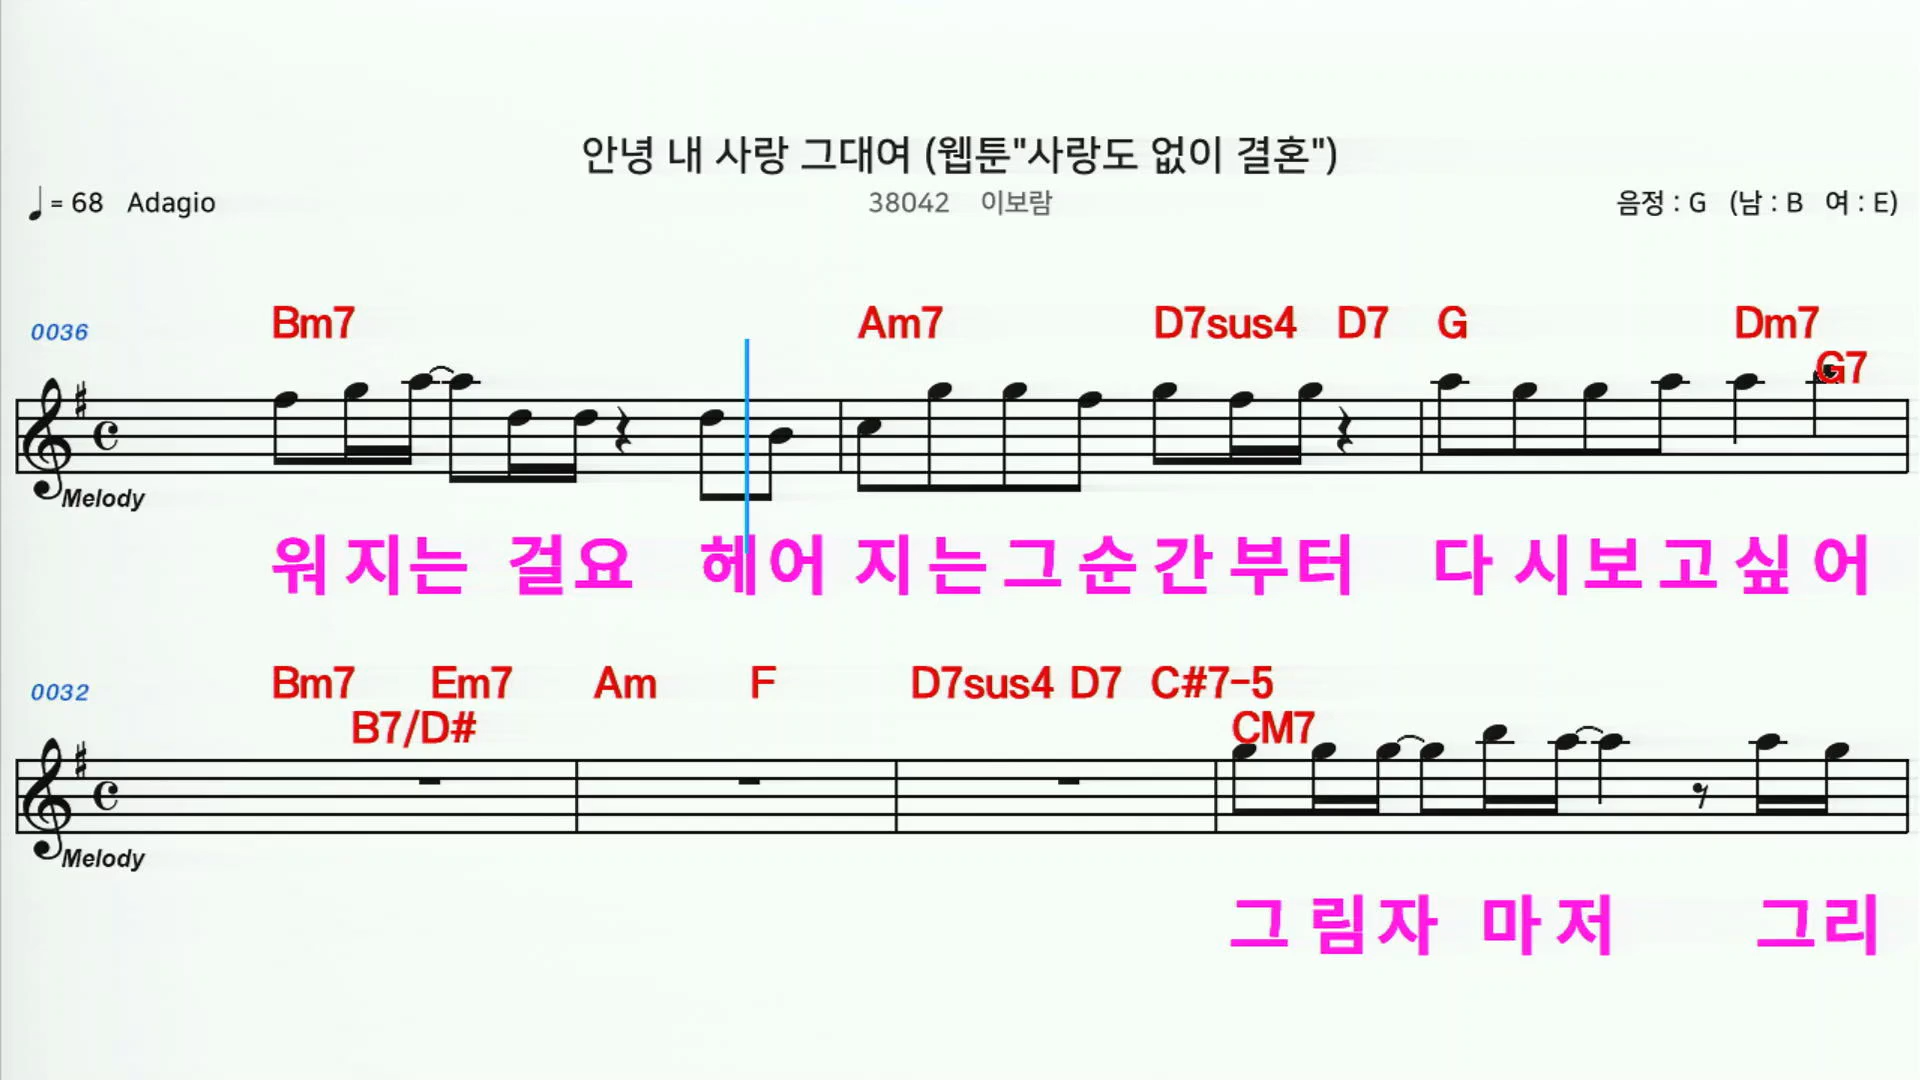 안녕 내 사랑 그대여 (웹툰"사랑도 없이 결혼")
= 68 Adagio
38042 이보람
음정 : G (남 : B 여 : E)
0036
Bm7 Am7 D7sus4 D7 G Dm7
G7
Melody
워지는 걸요 헤어 지는그순간부터 다시보고싶어
0032
Bm7 Em7 Am F D7sus4 D7 C#7-5
B7/D# CM7
Melody
그림자 마저 그리